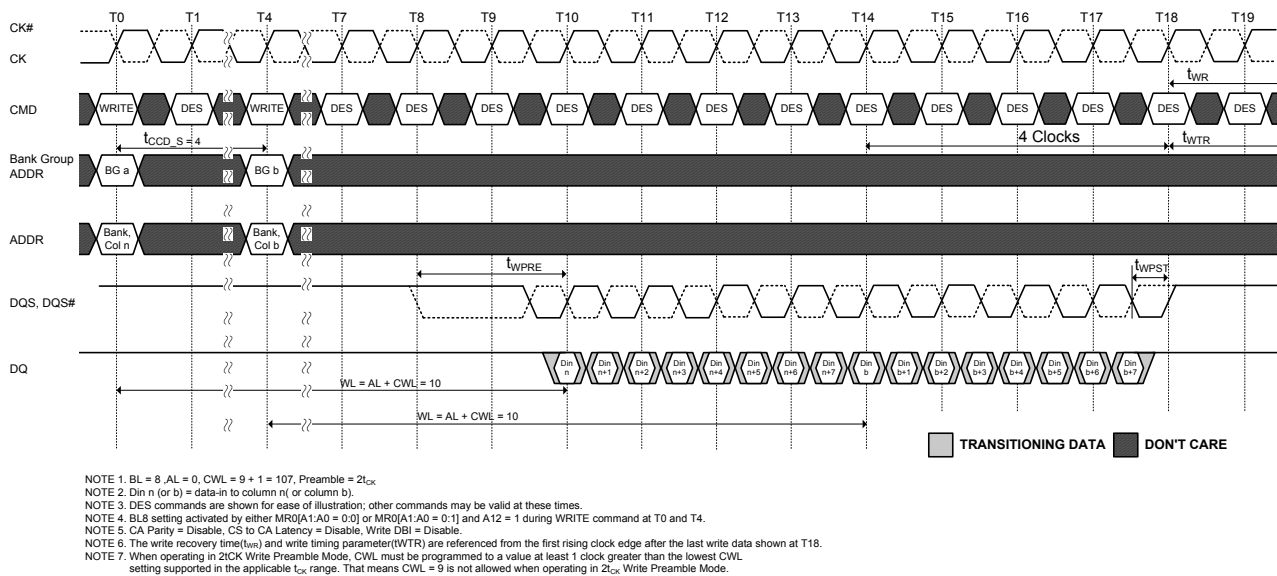 T0 T1 T4 T7 T8 T9 T10 T11 T12 T13 T14 T15 T16 T17 T18 T19
CK#
CK
tWR
CMD WRITE DES WRITE DES DES DES DES DES DES DES DES DES DES DES DES DES
tCCD_S = 4 4 Clocks tWTR
Bank Group
ADDR BG a BG b
ADDR Bank, Col n Bank, Col b
tWPRE tWPST
DQS, DQS#
DQ Din n Din n+1 Din n+2 Din n+3 Din n+4 Din n+5 Din n+6 Din n+7 Din b Din b+1 Din b+2 Din b+3 Din b+4 Din b+5 Din b+6 Din b+7
WL = AL + CWL = 10
WL = AL + CWL = 10
TRANSITIONING DATA DON'T CARE
NOTE 1. BL = 8 ,AL = 0, CWL = 9 + 1 = 107, Preamble = 2tCK
NOTE 2. Din n (or b) = data-in to column n( or column b).
NOTE 3. DES commands are shown for ease of illustration; other commands may be valid at these times.
NOTE 4. BL8 setting activated by either MR0[A1:A0 = 0:0] or MR0[A1:A0 = 0:1] and A12 = 1 during WRITE command at T0 and T4.
NOTE 5. CA Parity = Disable, CS to CA Latency = Disable, Write DBI = Disable.
NOTE 6. The write recovery time(tWR) and write timing parameter(tWTR) are referenced from the first rising clock edge after the last write data shown at T18.
NOTE 7. When operating in 2tCK Write Preamble Mode, CWL must be programmed to a value at least 1 clock greater than the lowest CWL
setting supported in the applicable tCK range. That means CWL = 9 is not allowed when operating in 2tCK Write Preamble Mode.